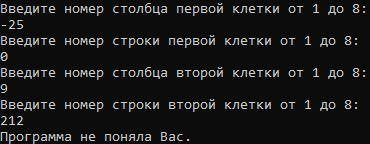 Введите номер столбца первой клетки от 1 до 8:
-25
Введите номер строки первой клетки от 1 до 8:
0
Введите номер столбца второй клетки от 1 до 8:
9
Введите номер строки второй клетки от 1 до 8:
212
Программа не поняла Вас.